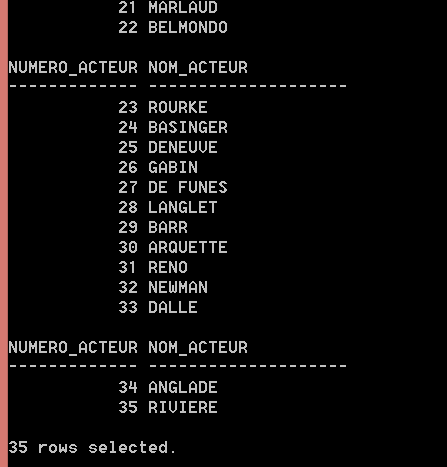 21 MARLAUD
22 BELMONDO
NUMERO_ACTEUR NOM_ACTEUR
------------- --------------------
23 ROURKE
24 BASINGER
25 DENEUVE
26 GABIN
27 DE FUNES
28 LANGLET
29 BARR
30 ARQUETTE
31 RENO
32 NEWMAN
33 DALLE
NUMERO_ACTEUR NOM_ACTEUR
------------- --------------------
34 ANGLADE
35 RIVIERE
35 rows selected.